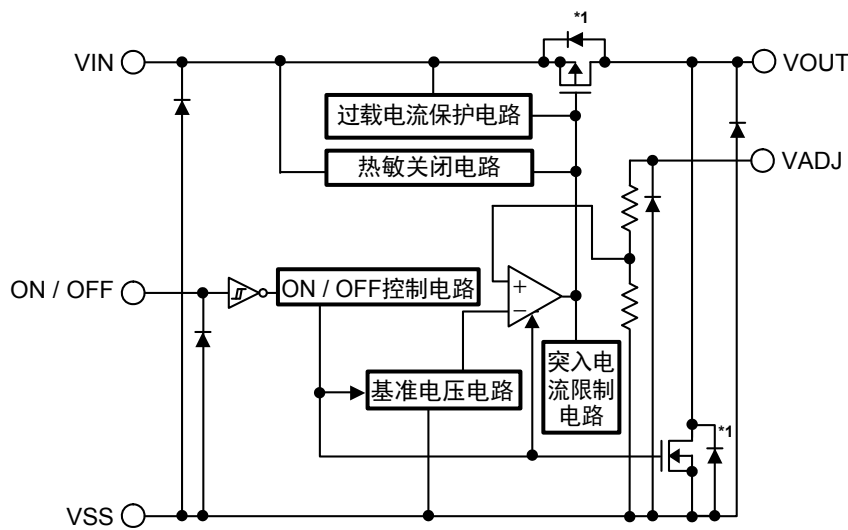 *1
VIN
VOUT
过载电流保护电路
热敏关闭电路
VADJ
ON / OFF
ON / OFF控制电路
+
−
突入电
流限制
电路
基准电压电路
*1
VSS